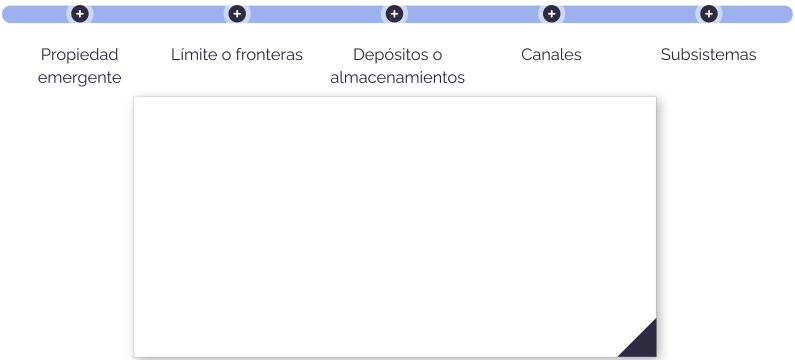 Propiedad
emergente
Límite o fronteras
Depósitos o
almacenamientos
Canales
Subsistemas